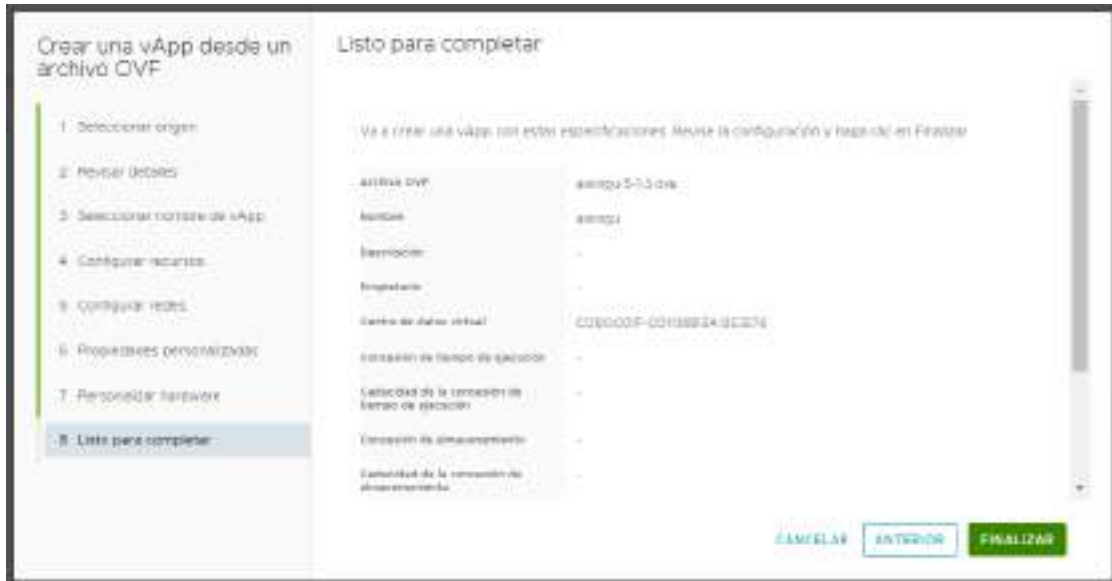 Crear una vApp desde un
archivo OVF
1 Seleccionar origen
2 Revisar detalles
3 Seleccionar nombre de vApp
4 Configurar recursos
5 Configurar redes
6 Propiedades personalizadas
7 Personalizar hardware
8 Listo para completar
Listo para completar
Va a crear una vApp con estas especificaciones. Revise la configuración y haga clic en Finalizar
Archivo OVF
Nombre
Descripción -
Propietario -
Centro de datos virtual
Concesión de tiempo de ejecución -
Caducidad de la concesión de
tiempo de ejecución -
Concesión de almacenamiento -
Caducidad de la concesión de
almacenamiento -
CANCELAR
ANTERIOR
FINALIZAR